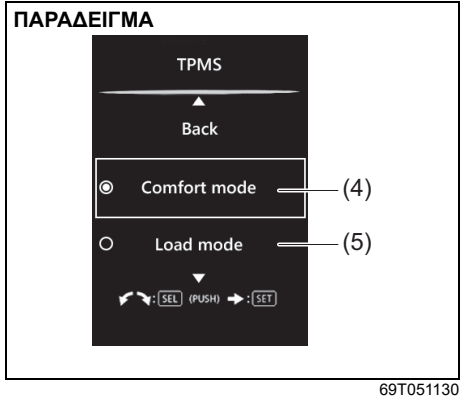 ΠΑΡΑΔΕΙΓΜΑ
TPMS
Back
Comfort mode
(4)
Load mode
(5)
:SEL (PUSH) :SET
69T051130